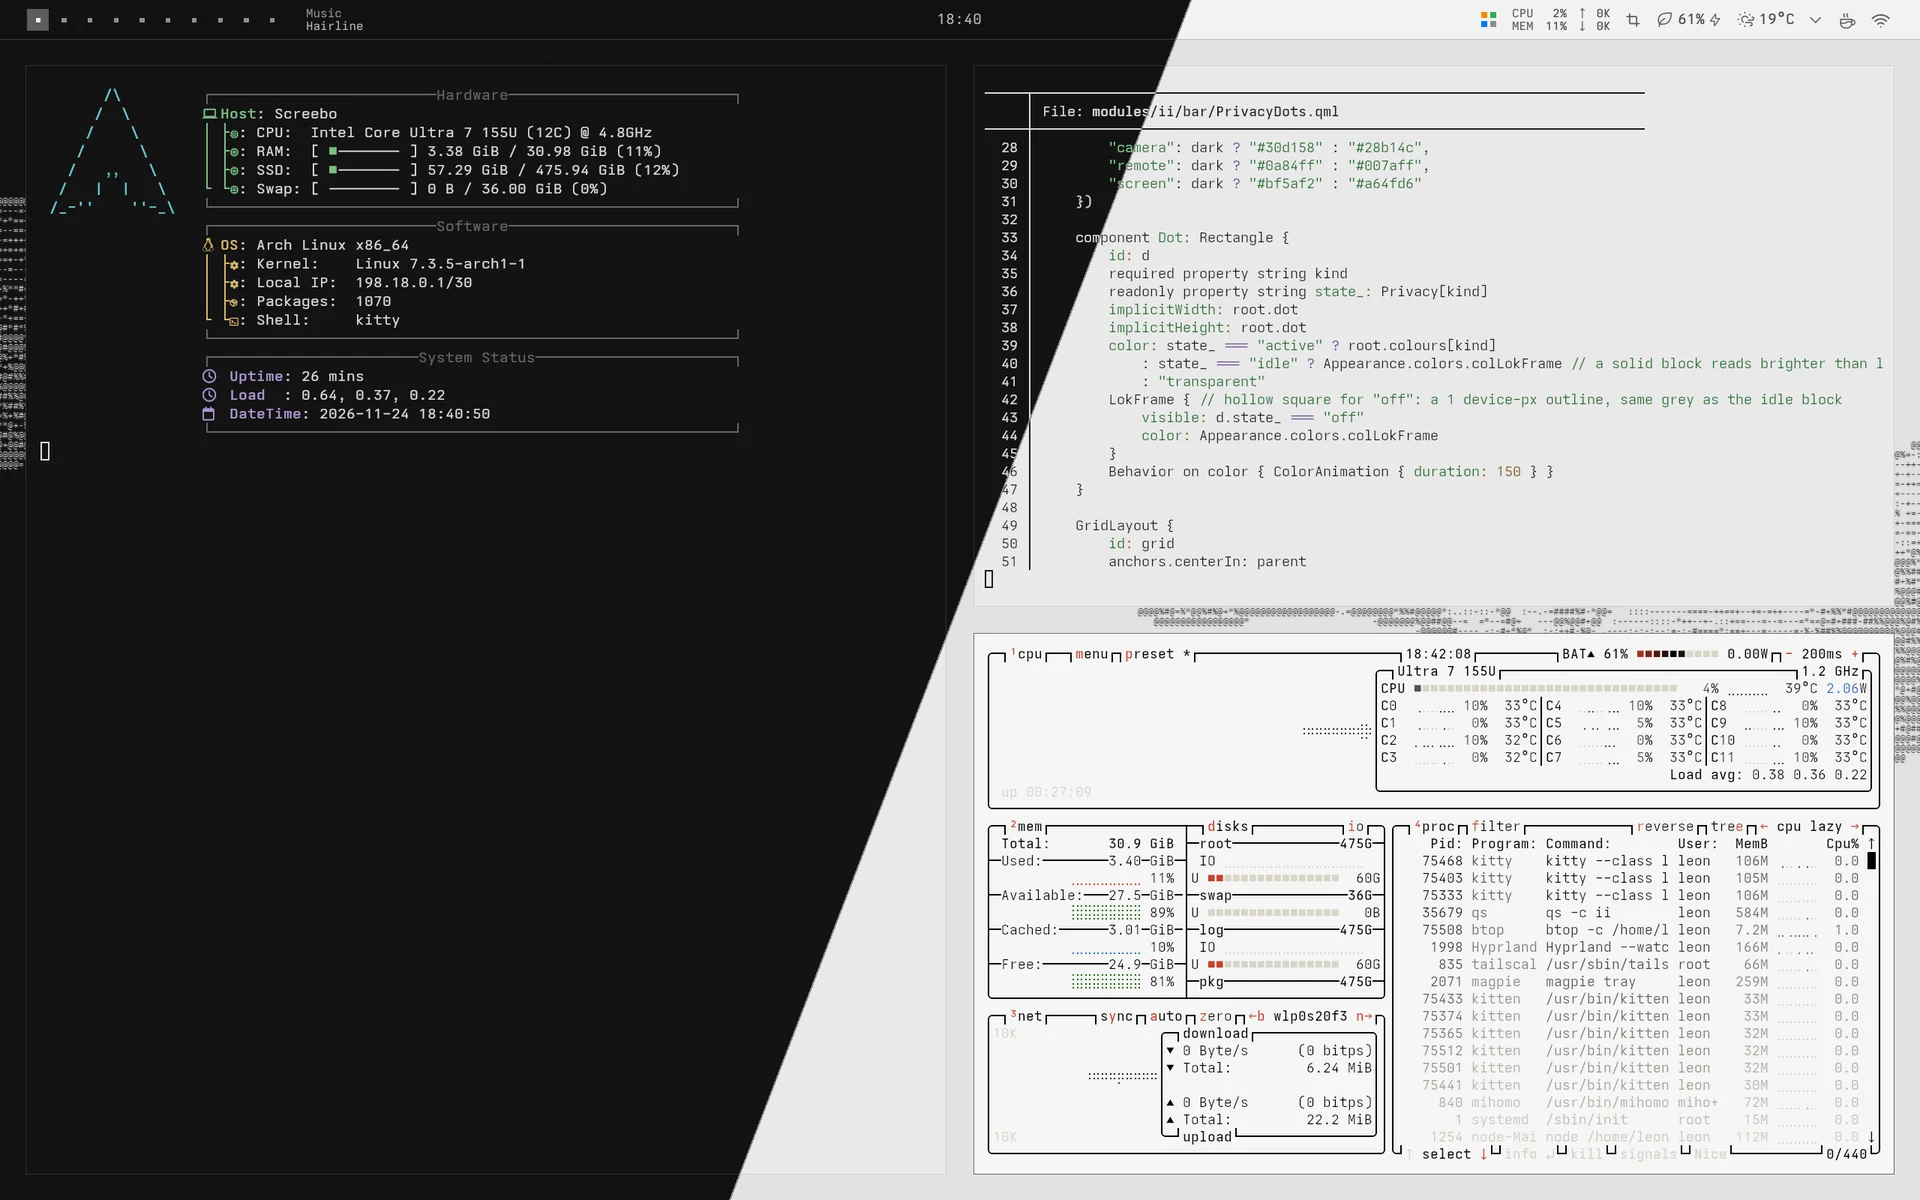 Music
Hairline
18:40
CPU 2% ↑ 0K
MEM 11% ↓ 0K
61%
19°C
Hardware
Host: Screebo
CPU: Intel Core Ultra 7 155U (12C) @ 4.8GHz
RAM: [ ■─────── ] 3.38 GiB / 30.98 GiB (11%)
SSD: [ ■─────── ] 57.29 GiB / 475.94 GiB (12%)
Swap: [ ──────── ] 0 B / 36.00 GiB (0%)
Software
OS: Arch Linux x86_64
Kernel: Linux 7.3.5-arch1-1
Local IP: 198.18.0.1/30
Packages: 1070
Shell: kitty
System Status
Uptime: 26 mins
Load : 0.64, 0.37, 0.22
DateTime: 2026-11-24 18:40:50
File: modules/ii/bar/PrivacyDots.qml
28 "camera": dark ? "#30d158" : "#28b14c",
29 "remote": dark ? "#0a84ff" : "#007aff",
30 "screen": dark ? "#bf5af2" : "#a64fd6"
31 })
32
33 component Dot: Rectangle {
34 id: d
35 required property string kind
36 readonly property string state_: Privacy[kind]
37 implicitWidth: root.dot
38 implicitHeight: root.dot
39 color: state_ === "active" ? root.colours[kind]
40 : state_ === "idle" ? Appearance.colors.colLokFrame // a solid block reads brighter than l
41 : "transparent"
42 LokFrame { // hollow square for "off": a 1 device-px outline, same grey as the idle block
43 visible: d.state_ === "off"
44 color: Appearance.colors.colLokFrame
45 }
46 Behavior on color { ColorAnimation { duration: 150 } }
47 }
48
49 GridLayout {
50 id: grid
51 anchors.centerIn: parent
¹cpu menu preset * 18:42:08 BAT▲ 61% 0.00W - 200ms +
Ultra 7 155U 1.2 GHz
CPU 4% 39°C 2.06W
C0 10% 33°C C4 10% 33°C C8 0% 33°C
C1 0% 33°C C5 5% 33°C C9 10% 33°C
C2 10% 32°C C6 0% 33°C C10 0% 33°C
C3 0% 32°C C7 5% 33°C C11 10% 33°C
Load avg: 0.38 0.36 0.22
up 00:27:09
²mem
Total: 30.9 GiB
Used: 3.40 GiB
11%
Available: 27.5 GiB
89%
Cached: 3.01 GiB
10%
Free: 24.9 GiB
81%
disks io
root 475G
IO
U 60G
swap 36G
U 0B
log 475G
IO
U 60G
pkg 475G
³net sync auto zero ←b wlp0s20f3 n→
10K
download
▼ 0 Byte/s (0 bitps)
▼ Total: 6.24 MiB
▲ 0 Byte/s (0 bitps)
▲ Total: 22.2 MiB
upload
10K
⁴proc filter reverse tree ← cpu lazy →
Pid: Program: Command: User: MemB Cpu% ↑
75468 kitty kitty --class l leon 106M 0.0
75403 kitty kitty --class l leon 105M 0.0
75333 kitty kitty --class l leon 106M 0.0
35679 qs qs -c ii leon 584M 0.0
75508 btop btop -c /home/l leon 7.2M 1.0
1998 Hyprland Hyprland --watc leon 166M 0.0
835 tailscal /usr/sbin/tails root 66M 0.0
2071 magpie magpie tray leon 259M 0.0
75433 kitten /usr/bin/kitten leon 33M 0.0
75374 kitten /usr/bin/kitten leon 33M 0.0
75365 kitten /usr/bin/kitten leon 32M 0.0
75512 kitten /usr/bin/kitten leon 32M 0.0
75501 kitten /usr/bin/kitten leon 32M 0.0
75441 kitten /usr/bin/kitten leon 30M 0.0
840 mihomo /usr/bin/mihomo miho+ 72M 0.0
1 systemd /sbin/init root 15M 0.0
1254 node-Mai node /home/leon leon 112M 0.0 ↓
↑ select ↓ info ↲ kill signals Nice 0/440